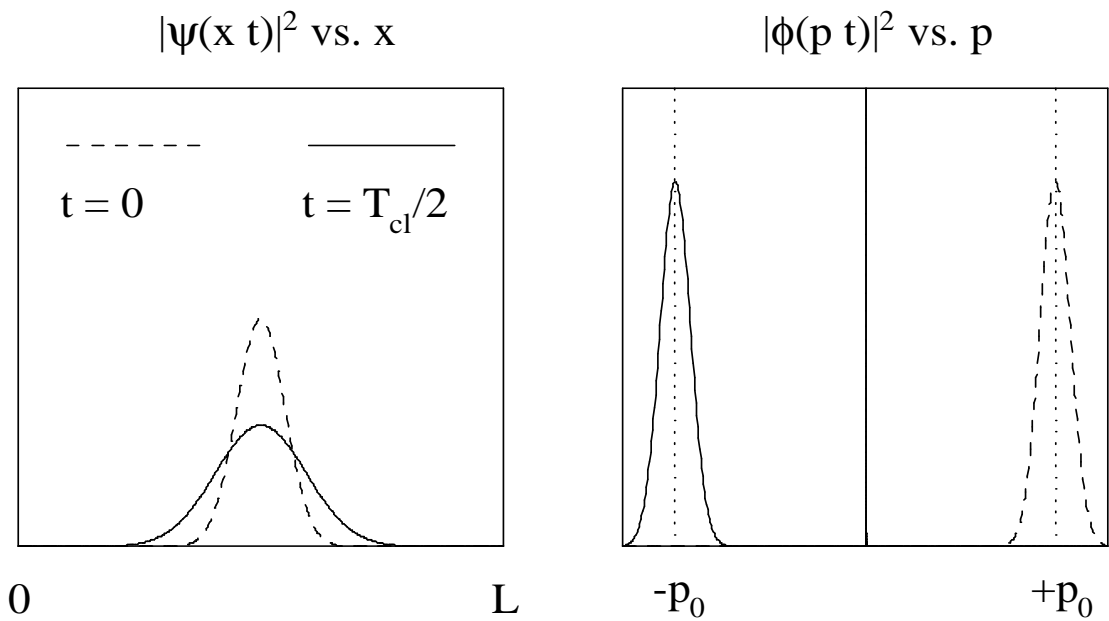 |ψ(x t)|² vs. x
|ϕ(p t)|² vs. p
t = 0
t = T_cl/2
0
L
-p₀
+p₀